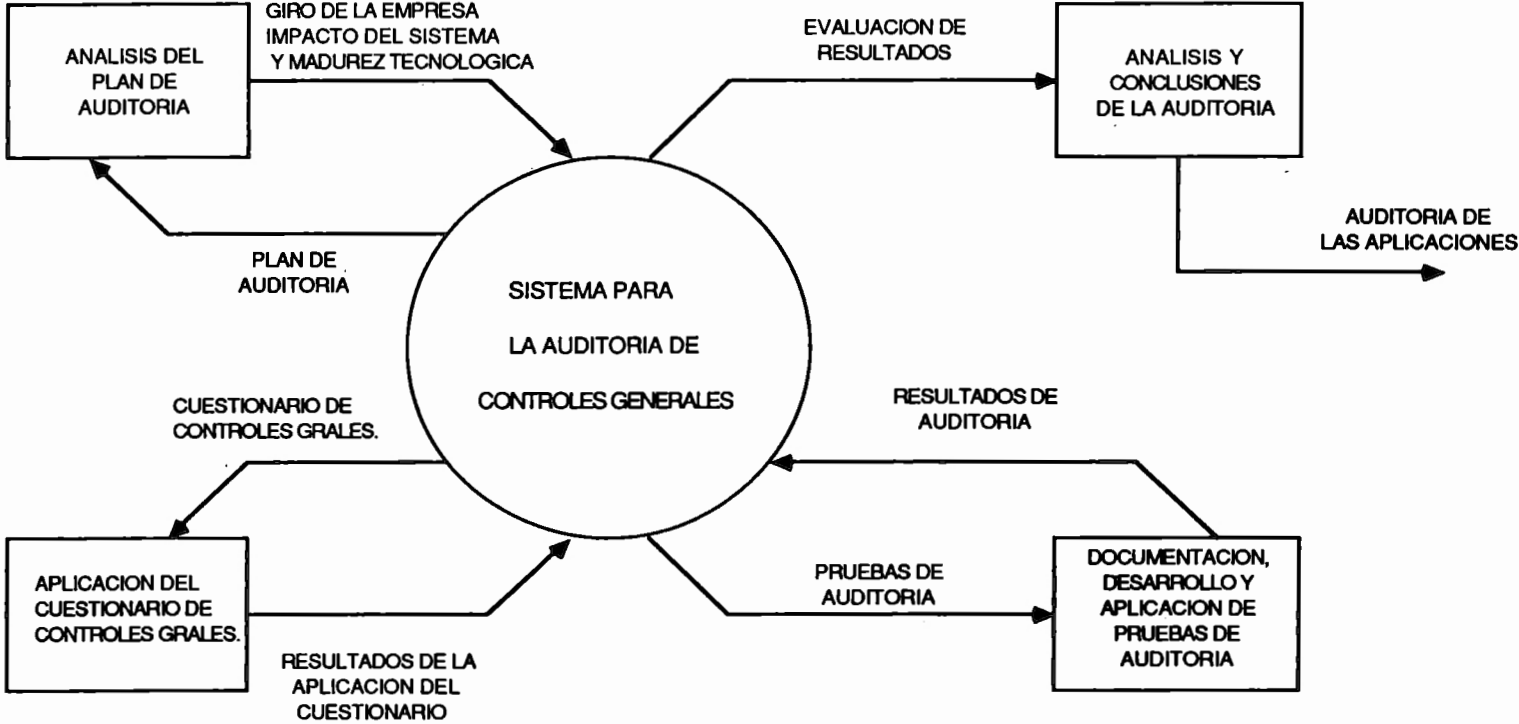 GIRO DE LA EMPRESA
IMPACTO DEL SISTEMA
Y MADUREZ TECNOLOGICA
ANALISIS DEL
PLAN DE
AUDITORIA
EVALUACION DE
RESULTADOS
ANALISIS Y
CONCLUSIONES
DE LA AUDITORIA
AUDITORIA DE
LAS APLICACIONES
PLAN DE
AUDITORIA
SISTEMA PARA
LA AUDITORIA DE
CONTROLES GENERALES
CUESTIONARIO DE
CONTROLES GRALES.
RESULTADOS DE
AUDITORIA
APLICACION DEL
CUESTIONARIO DE
CONTROLES GRALES.
RESULTADOS DE LA
APLICACION DEL
CUESTIONARIO
PRUEBAS DE
AUDITORIA
DOCUMENTACION,
DESARROLLO Y
APLICACION DE
PRUEBAS DE
AUDITORIA